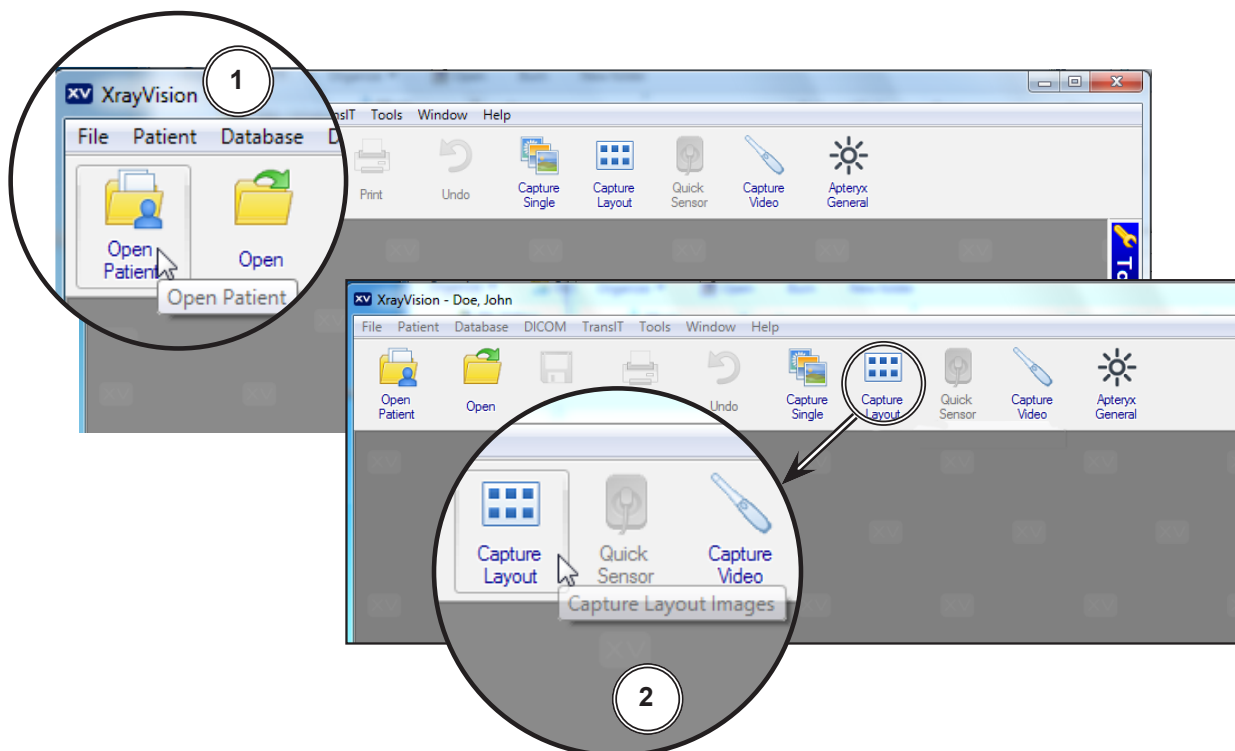 1
XV XrayVision
File Patient Database D
nsIT Tools Window Help
Open
Patient
Open
Print
Undo
Capture
Single
Capture
Layout
Quick
Sensor
Capture
Video
Apteryx
General
Open Patient
To
XV XrayVision - Doe, John
File Patient Database DICOM TransIT Tools Window Help
Open
Patient
Open
Undo
Capture
Single
Capture
Layout
Quick
Sensor
Capture
Video
Apteryx
General
Capture
Layout
Quick
Sensor
Capture
Video
Capture Layout Images
XV
2